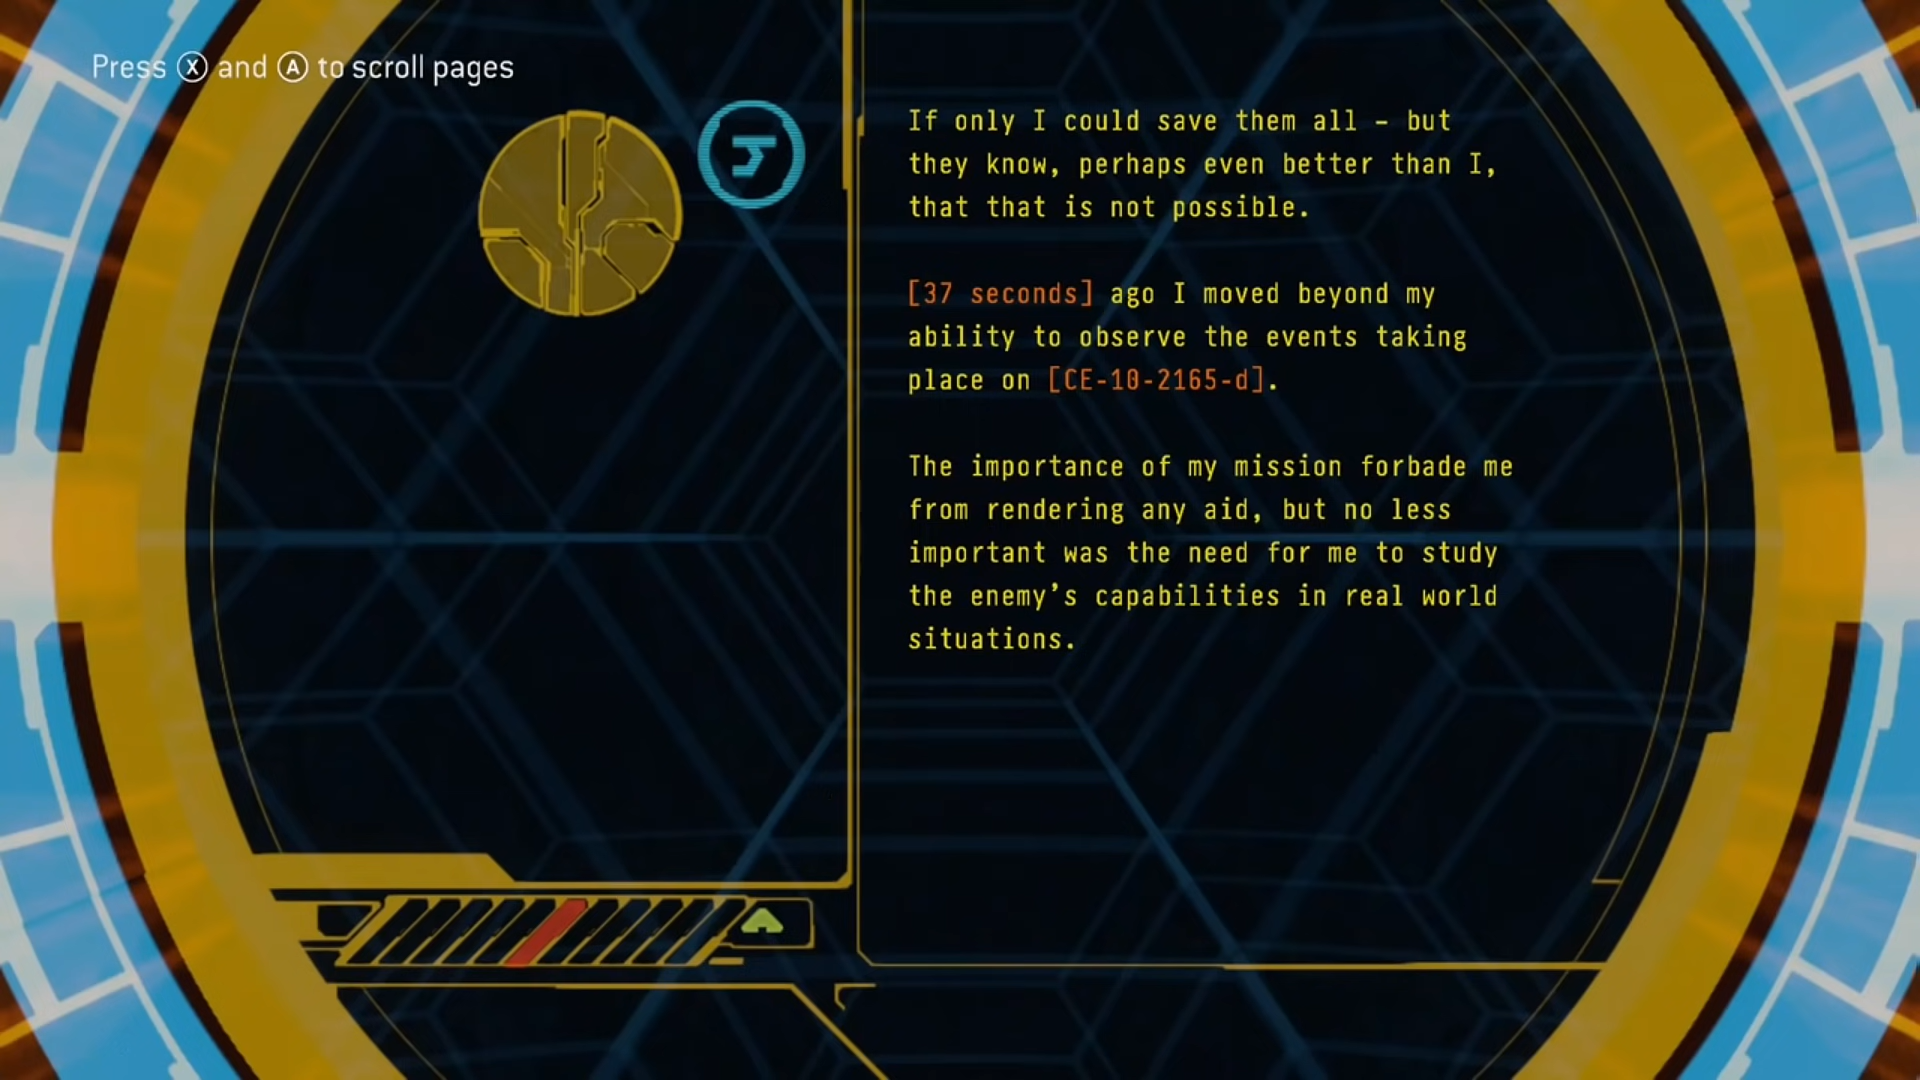 Press X and A to scroll pages
If only I could save them all – but
they know, perhaps even better than I,
that that is not possible.
[37 seconds] ago I moved beyond my
ability to observe the events taking
place on [CE-10-2165-d].
The importance of my mission forbade me
from rendering any aid, but no less
important was the need for me to study
the enemy's capabilities in real world
situations.